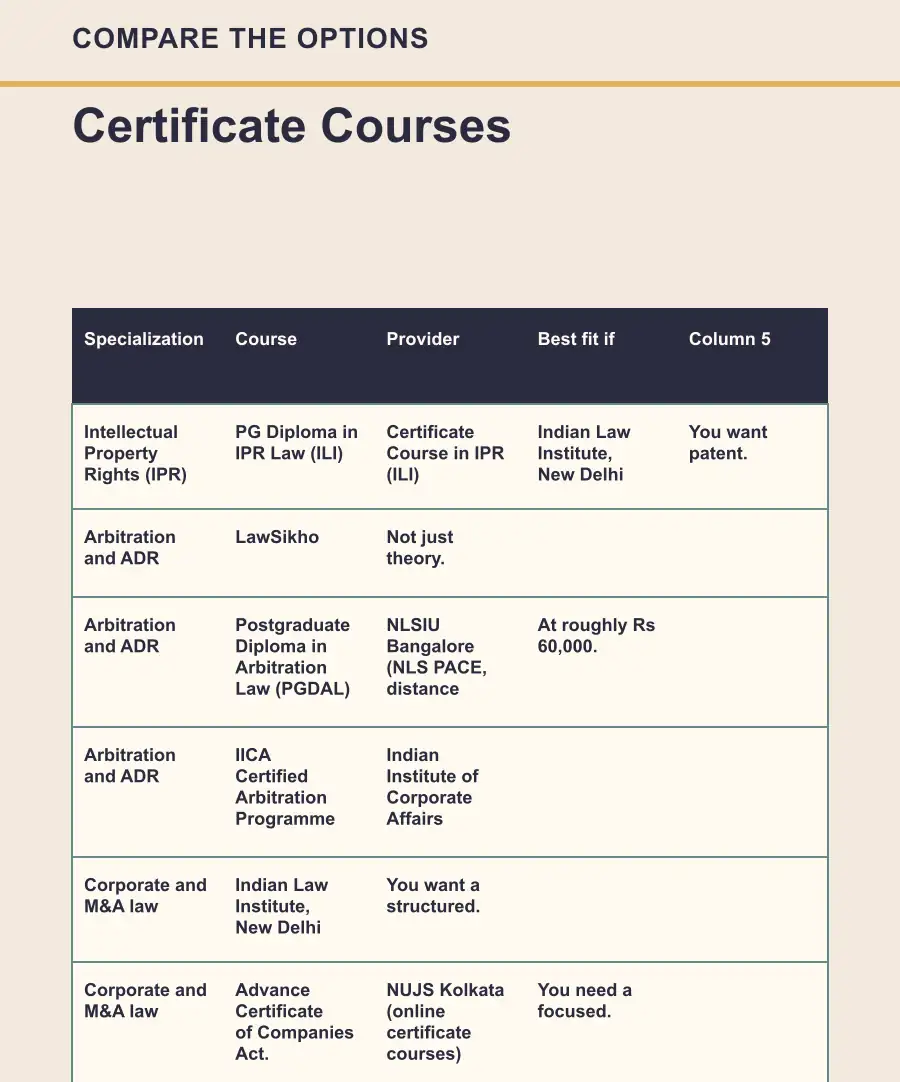 COMPARE THE OPTIONS
Certificate Courses
Specialization Course Provider Best fit if Column 5
Intellectual PG Diploma in Certificate Indian Law You want
Property IPR Law (ILI) Course in IPR Institute, patent.
Rights (IPR) (ILI) New Delhi
Arbitration LawSikho Not just
and ADR theory.
Arbitration Postgraduate NLSIU At roughly Rs
and ADR Diploma in Bangalore 60,000.
Arbitration (NLS PACE,
Law (PGDAL) distance
Arbitration IICA Indian
and ADR Certified Institute of
Arbitration Corporate
Programme Affairs
Corporate and Indian Law You want a
M&A law Institute, structured.
New Delhi
Corporate and Advance NUJS Kolkata You need a
M&A law Certificate (online focused.
of Companies certificate
Act. courses)